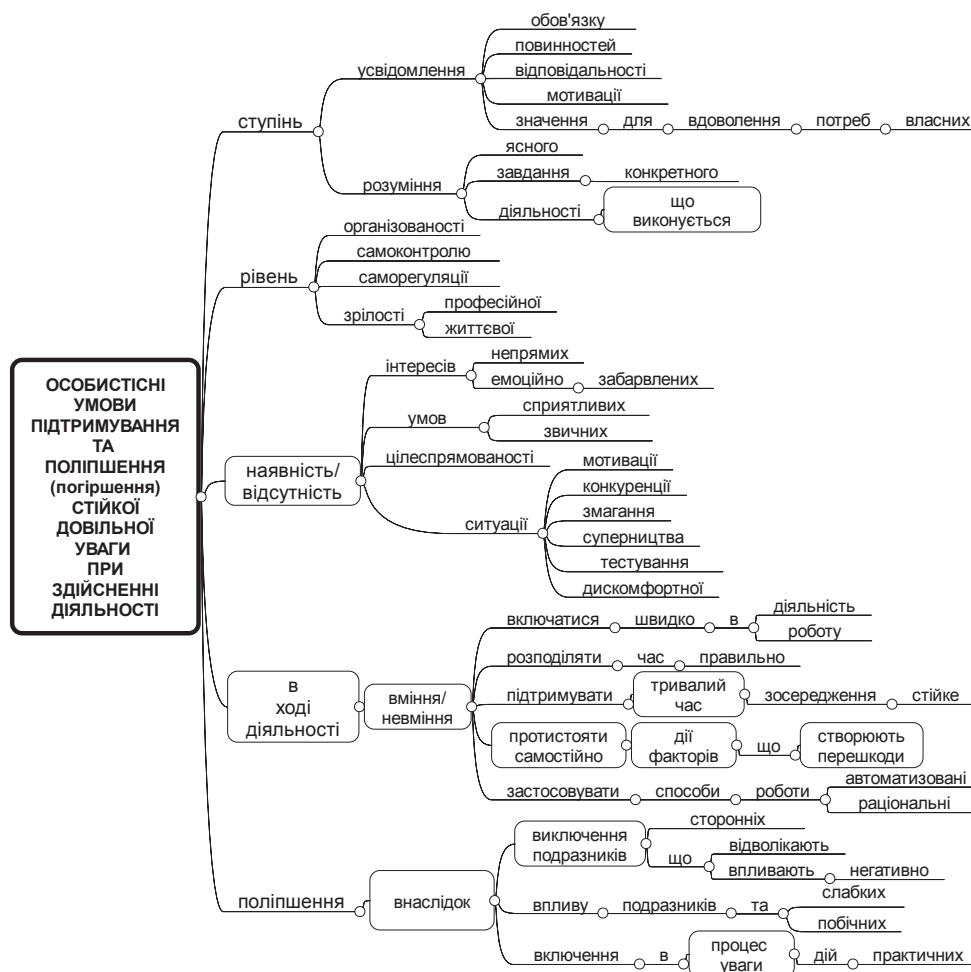 ОСОБИСТІСНІ
УМОВИ
ПІДТРИМУВАННЯ
ТА
ПОЛІПШЕННЯ
(погіршення)
СТІЙКОЇ
ДОВІЛЬНОЇ
УВАГИ
ПРИ
ЗДІЙСНЕННІ
ДІЯЛЬНОСТІ
ступінь
усвідомлення
обов'язку
повинностей
відповідальності
мотивації
значення для вдоволення потреб власних
розуміння
ясного
завдання конкретного
діяльності
що
виконується
рівень
організованості
самоконтролю
саморегуляції
зрілості
професійної
життєвої
наявність/
відсутність
інтересів
непрямих
емоційно забарвлених
умов
сприятливих
звичних
цілеспрямованості
ситуації
мотивації
конкуренції
змагання
суперництва
тестування
дискомфортної
в
ході
діяльності
вміння/
невміння
включатися швидко в
діяльність
роботу
розподіляти час правильно
підтримувати
тривалий
час
зосередження стійке
протистояти
самостійно
дії
факторів
що
створюють
перешкоди
застосовувати способи роботи
автоматизовані
раціональні
поліпшення
внаслідок
виключення
подразників
сторонніх
що
відволікають
впливають негативно
впливу подразників та
слабких
побічних
включення в
процес
уваги
дій практичних